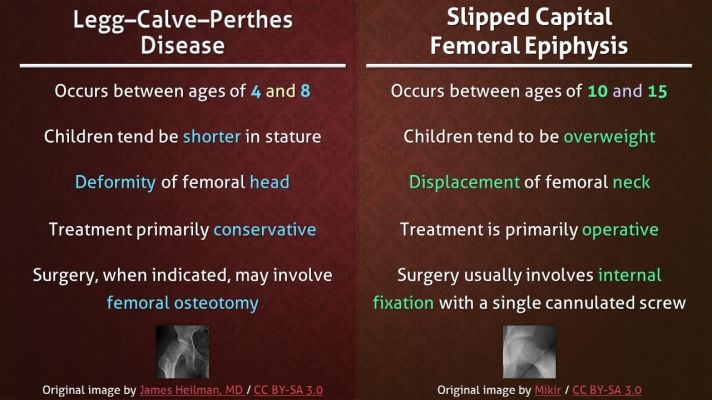 Legg–Calve–Perthes
Disease
Occurs between ages of 4 and 8
Children tend be shorter in stature
Deformity of femoral head
Treatment primarily conservative
Surgery, when indicated, may involve
femoral osteotomy
Original image by James Heilman, MD / CC BY-SA 3.0
Slipped Capital
Femoral Epiphysis
Occurs between ages of 10 and 15
Children tend to be overweight
Displacement of femoral neck
Treatment is primarily operative
Surgery usually involves internal
fixation with a single cannulated screw
Original image by Mikir / CC BY-SA 3.0